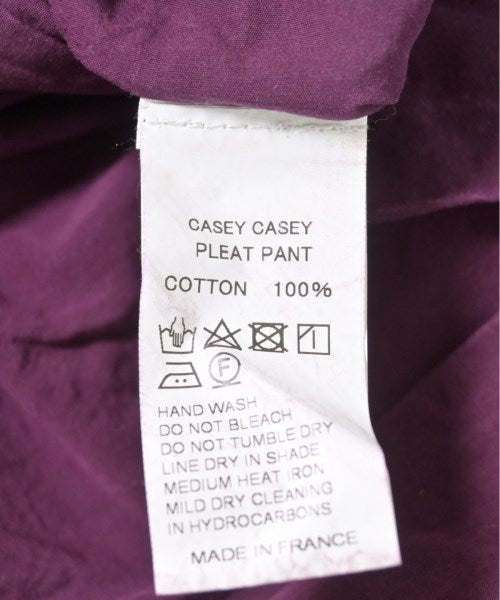 CASEY CASEY
PLEAT PANT
COTTON 100%
F
HAND WASH
DO NOT BLEACH
DO NOT TUMBLE DRY
LINE DRY IN SHADE
MEDIUM HEAT IRON
MILD DRY CLEANING
IN HYDROCARBONS
MADE IN FRANCE